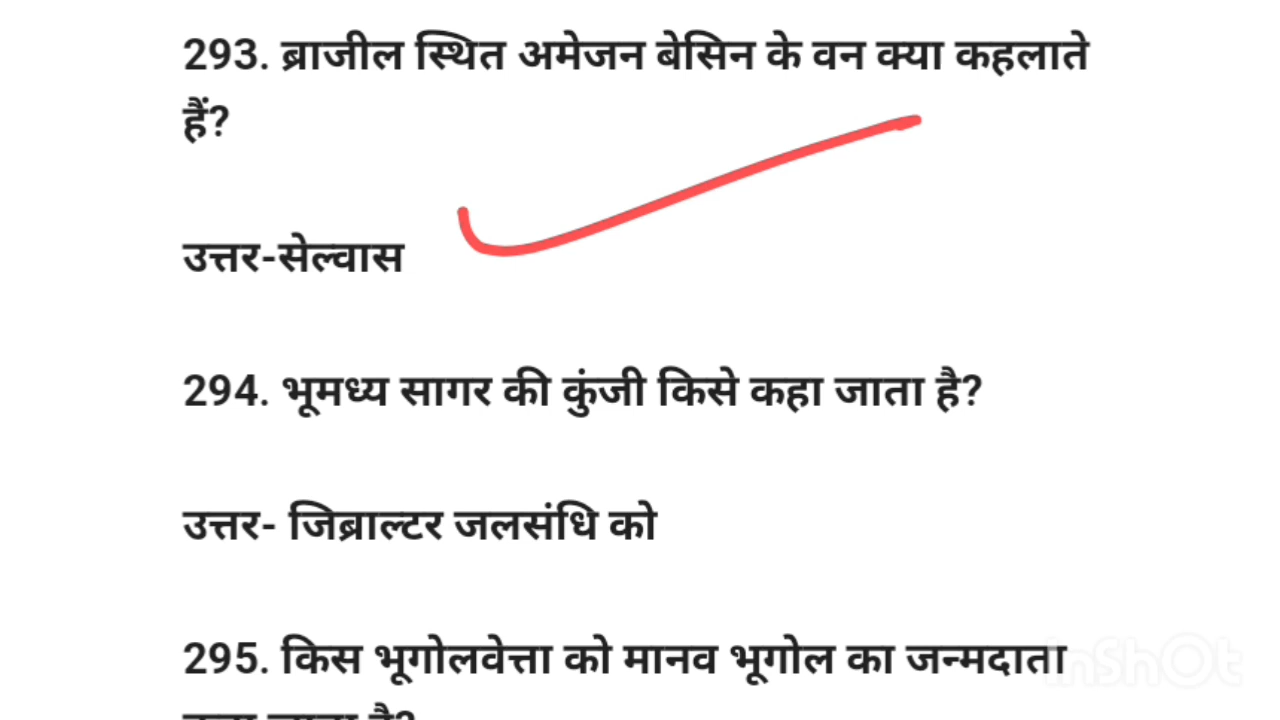 293. ब्राजील स्थित अमेजन बेसिन के वन क्या कहलाते
हैं?
उत्तर-सेल्वास
294. भूमध्य सागर की कुंजी किसे कहा जाता है?
उत्तर- जिब्राल्टर जलसंधि को
295. किस भूगोलवेत्ता को मानव भूगोल का जन्मदाता
InShOt